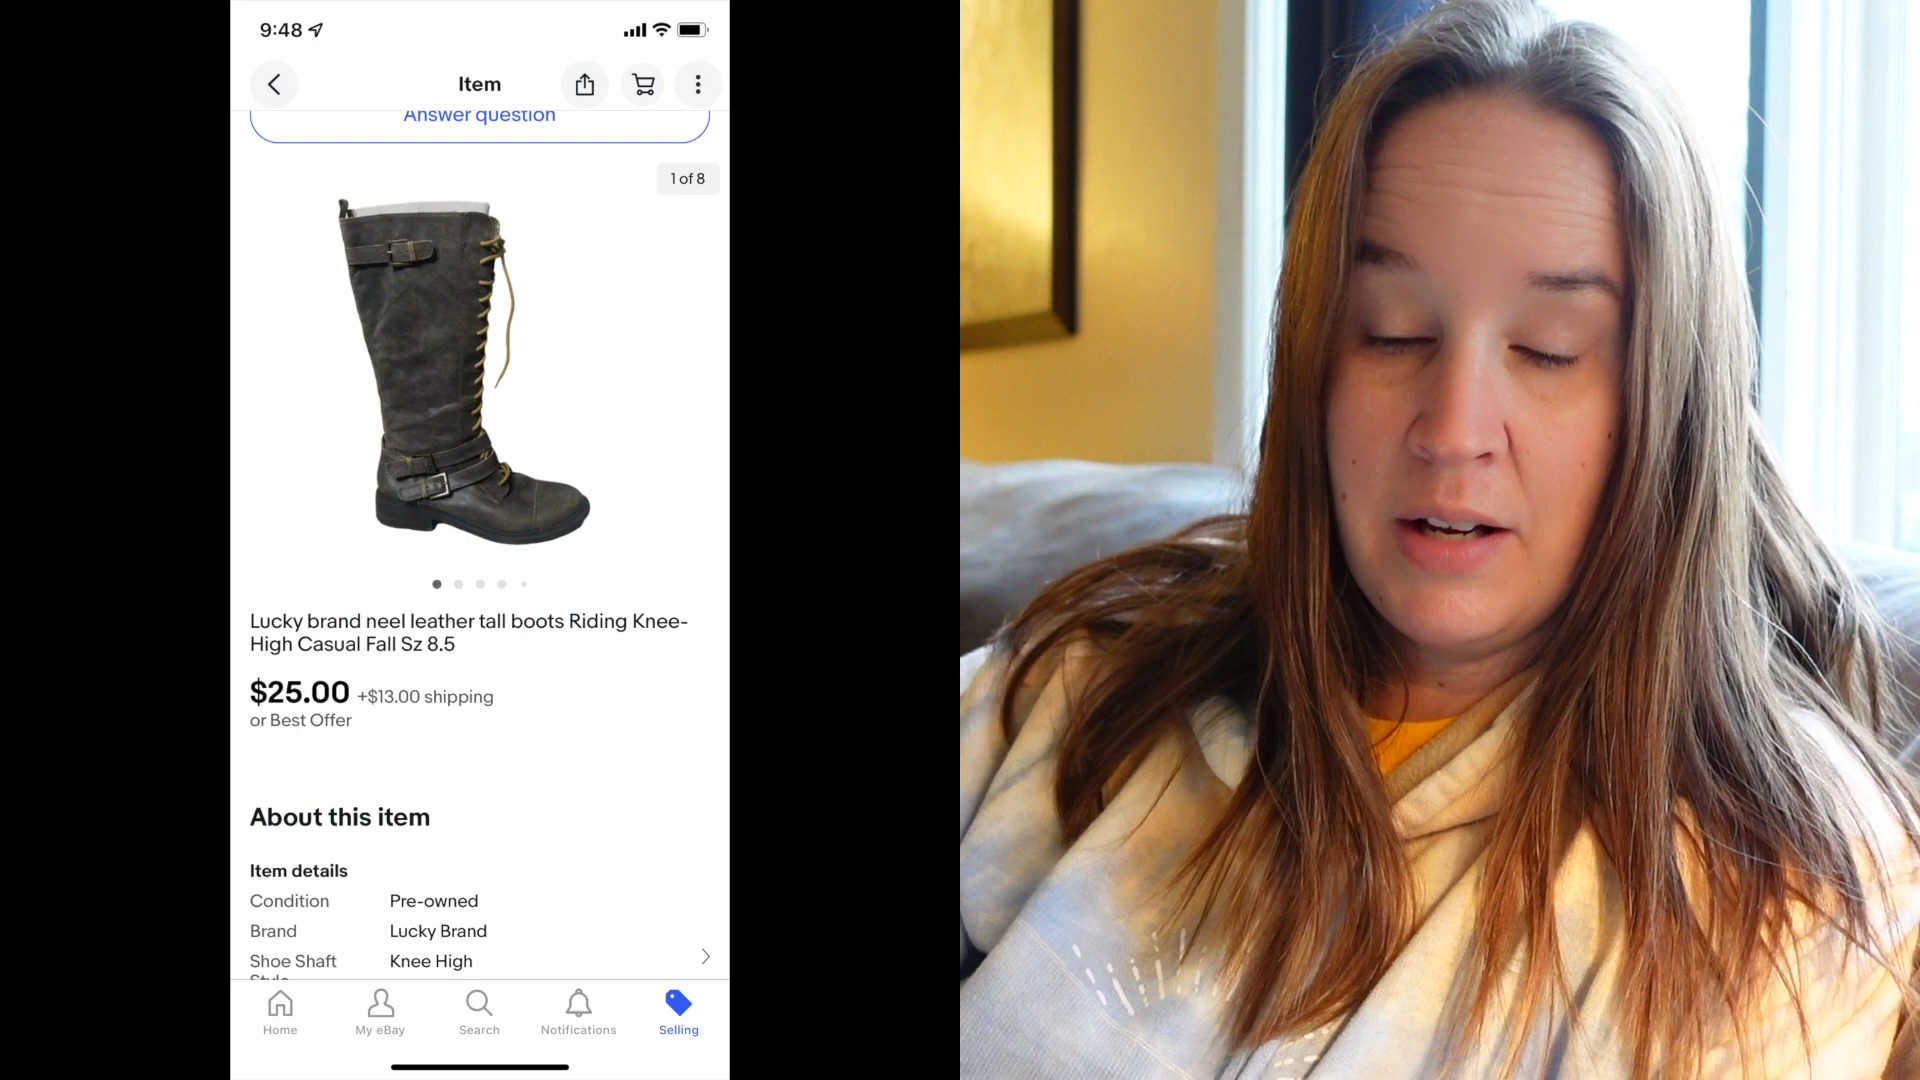 9:48
Item
Answer question
1 of 8
Lucky brand neel leather tall boots Riding Knee-
High Casual Fall Sz 8.5
$25.00 +$13.00 shipping
or Best Offer
About this item
Item details
Condition Pre-owned
Brand Lucky Brand
Shoe Shaft Knee High
Style
Home My eBay Search Notifications Selling